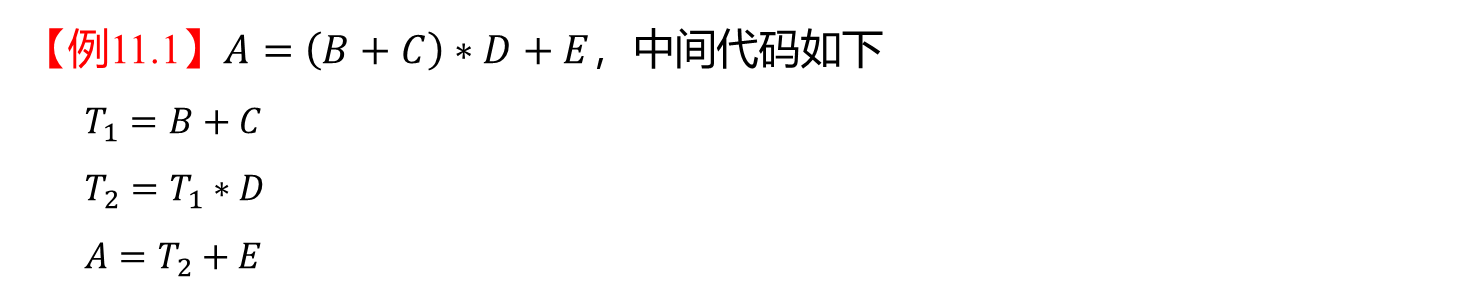 【例11.1】A = (B + C) ∗ D + E，中间代码如下
T₁ = B + C
T₂ = T₁ ∗ D
A = T₂ + E